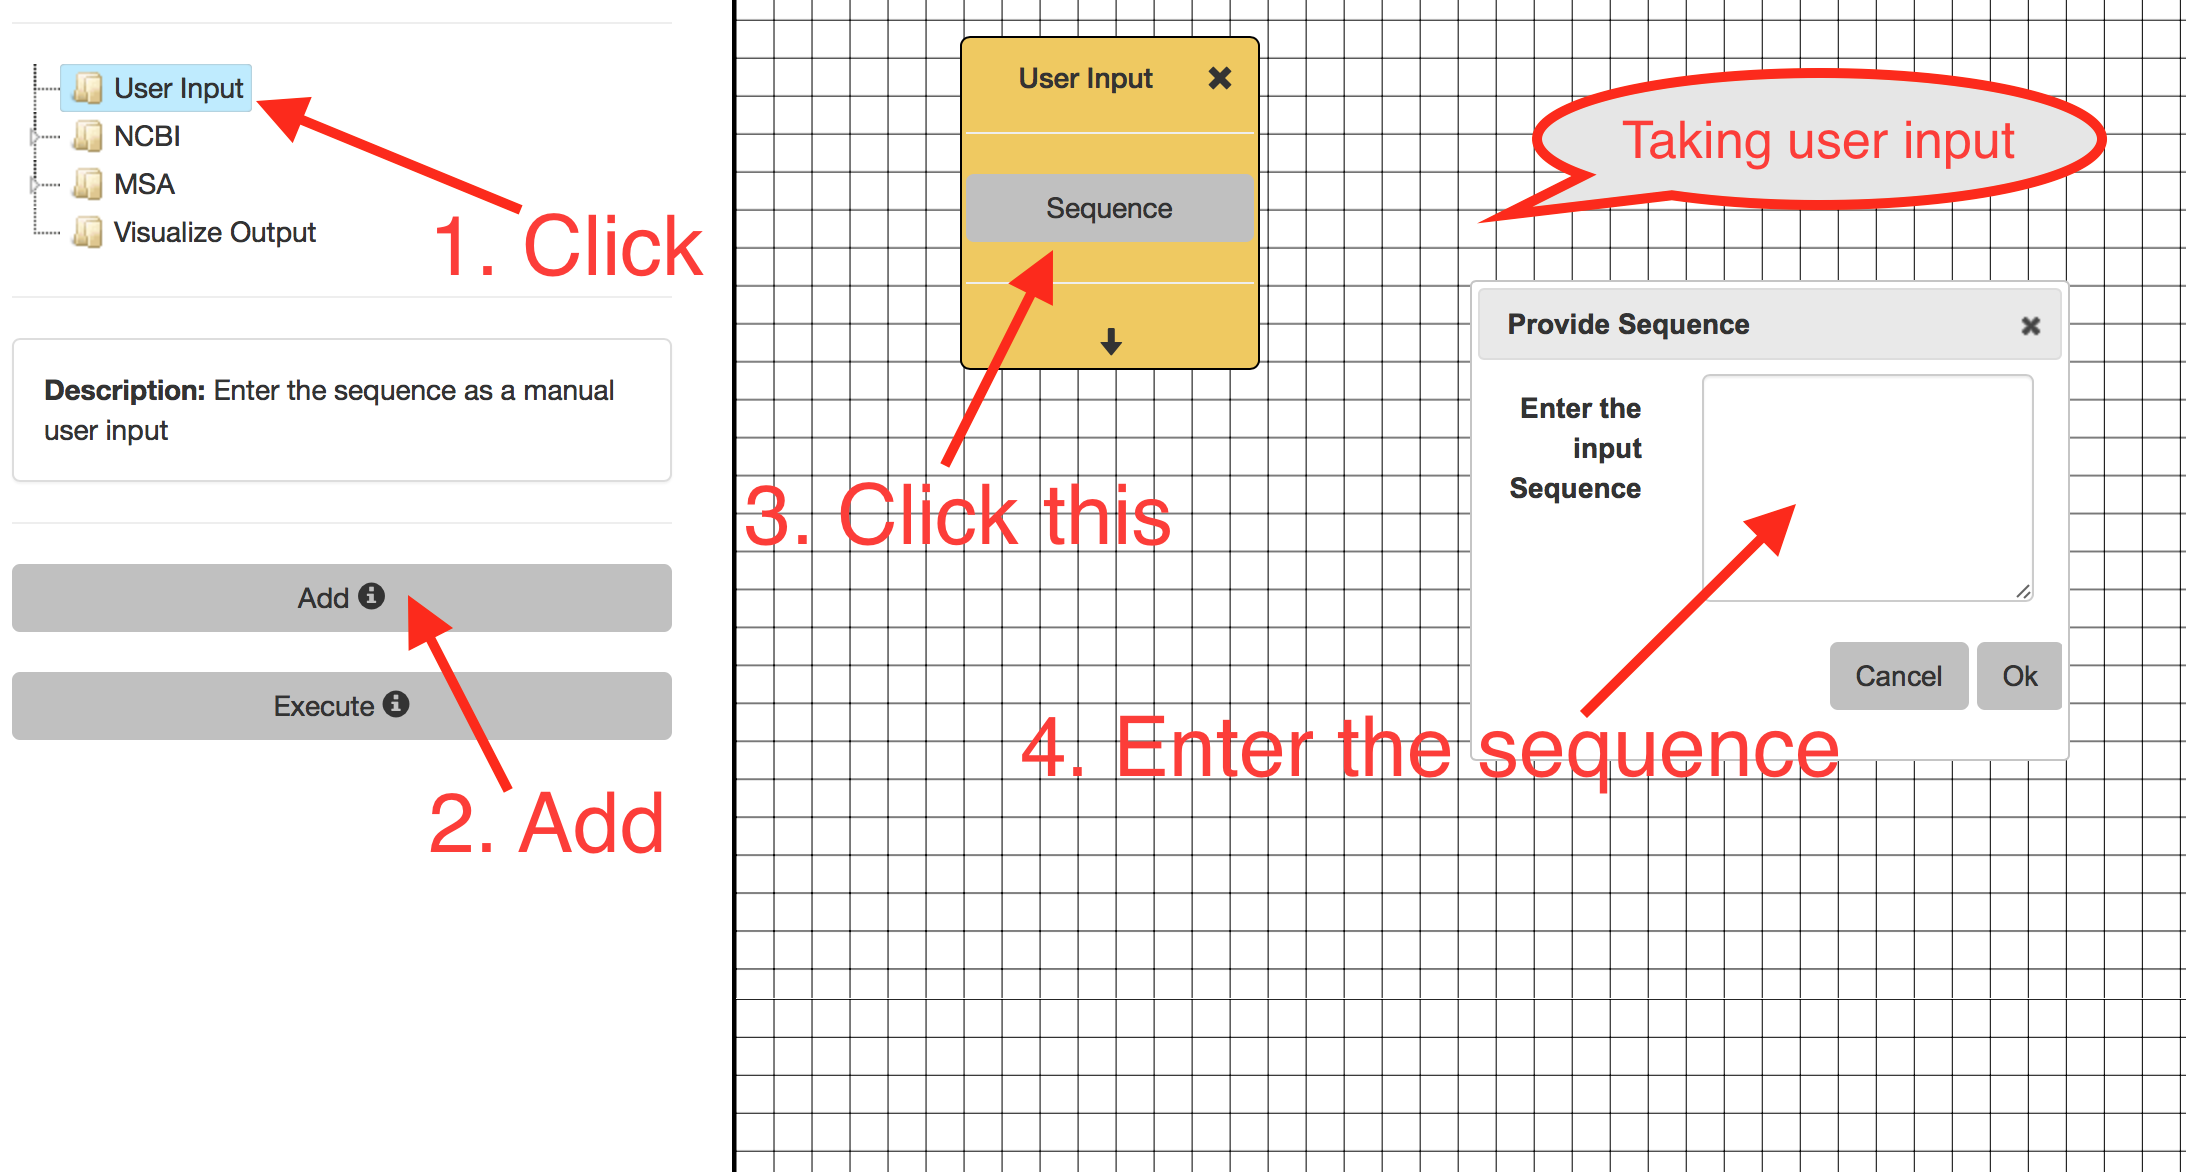 User Input
NCBI
MSA
Visualize Output
1. Click
Description: Enter the sequence as a manual
user input
Add
Execute
2. Add
User Input
Sequence
3. Click this
Taking user input
Provide Sequence
Enter the
input
Sequence
Cancel
Ok
4. Enter the sequence